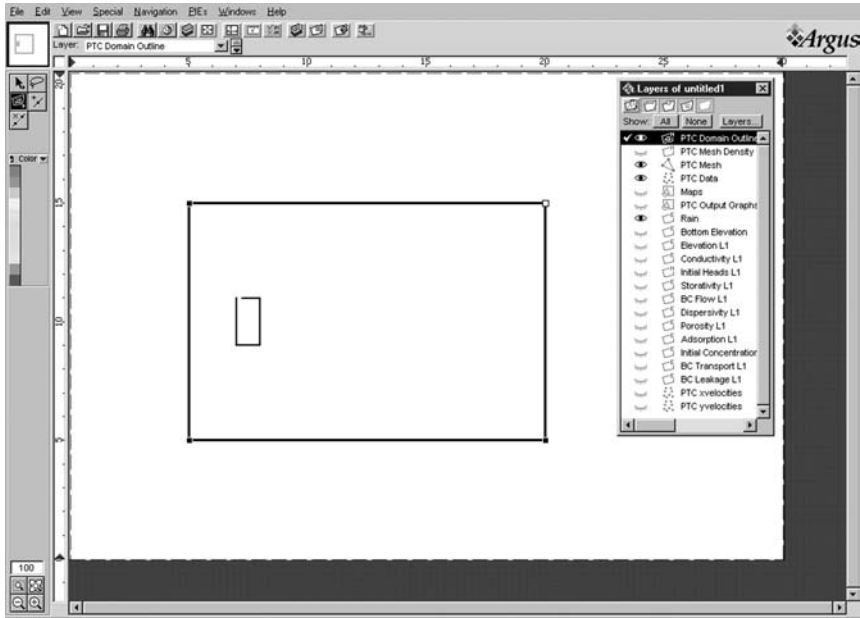 File Edit View Special Navigation PIEs Windows Help
Layer: PTC Domain Outline
Argus
5 10 15 20 25
20
15
10
5
Color
100
Layers of untitled1
Show: All None Layers...
PTC Domain Outline
PTC Mesh Density
PTC Mesh
PTC Data
Maps
PTC Output Graphs
Rain
Bottom Elevation
Elevation L1
Conductivity L1
Initial Heads L1
Storativity L1
BC Flow L1
Dispersivity L1
Porosity L1
Adsorption L1
Initial Concentration
BC Transport L1
BC Leakage L1
PTC xvelocities
PTC yvelocities